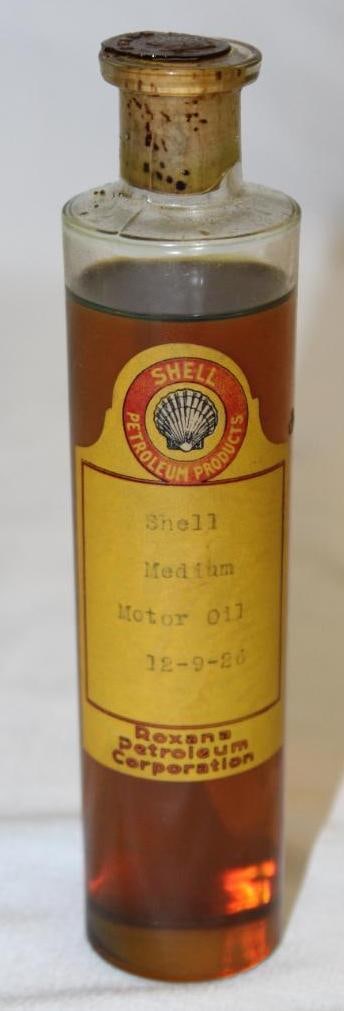 SHELL
PETROLEUM PRODUCTS
Shell
Medium
Motor Oil
12-9-26
Roxana
Petroleum
Corporation